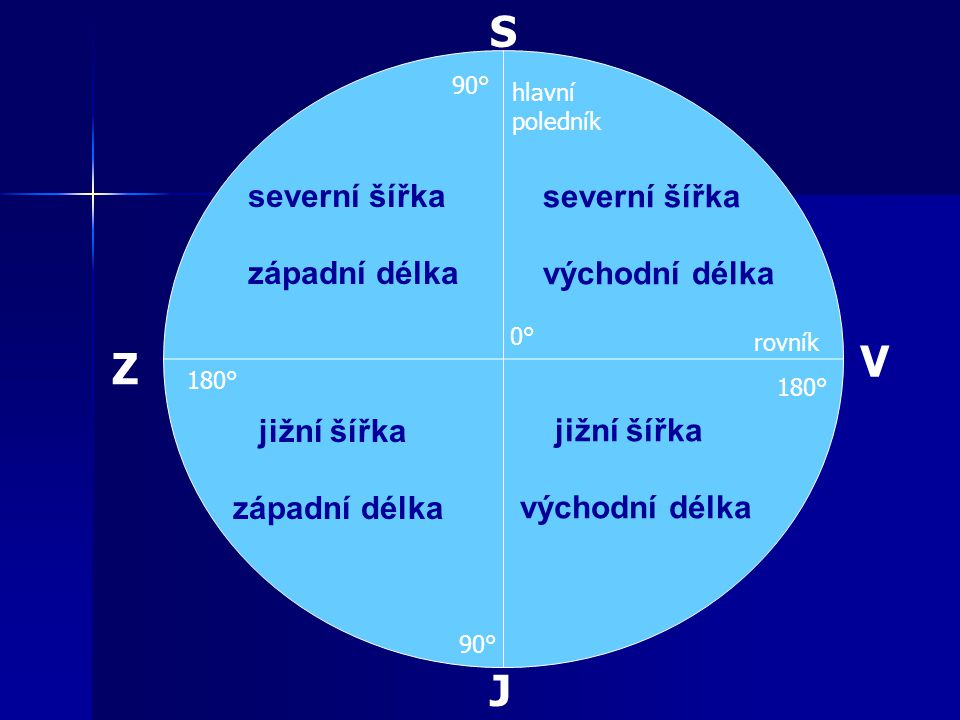 S
90°
hlavní
poledník
severní šířka
západní délka
severní šířka
východní délka
0°
rovník
Z
V
180°
180°
jižní šířka
západní délka
jižní šířka
východní délka
90°
J